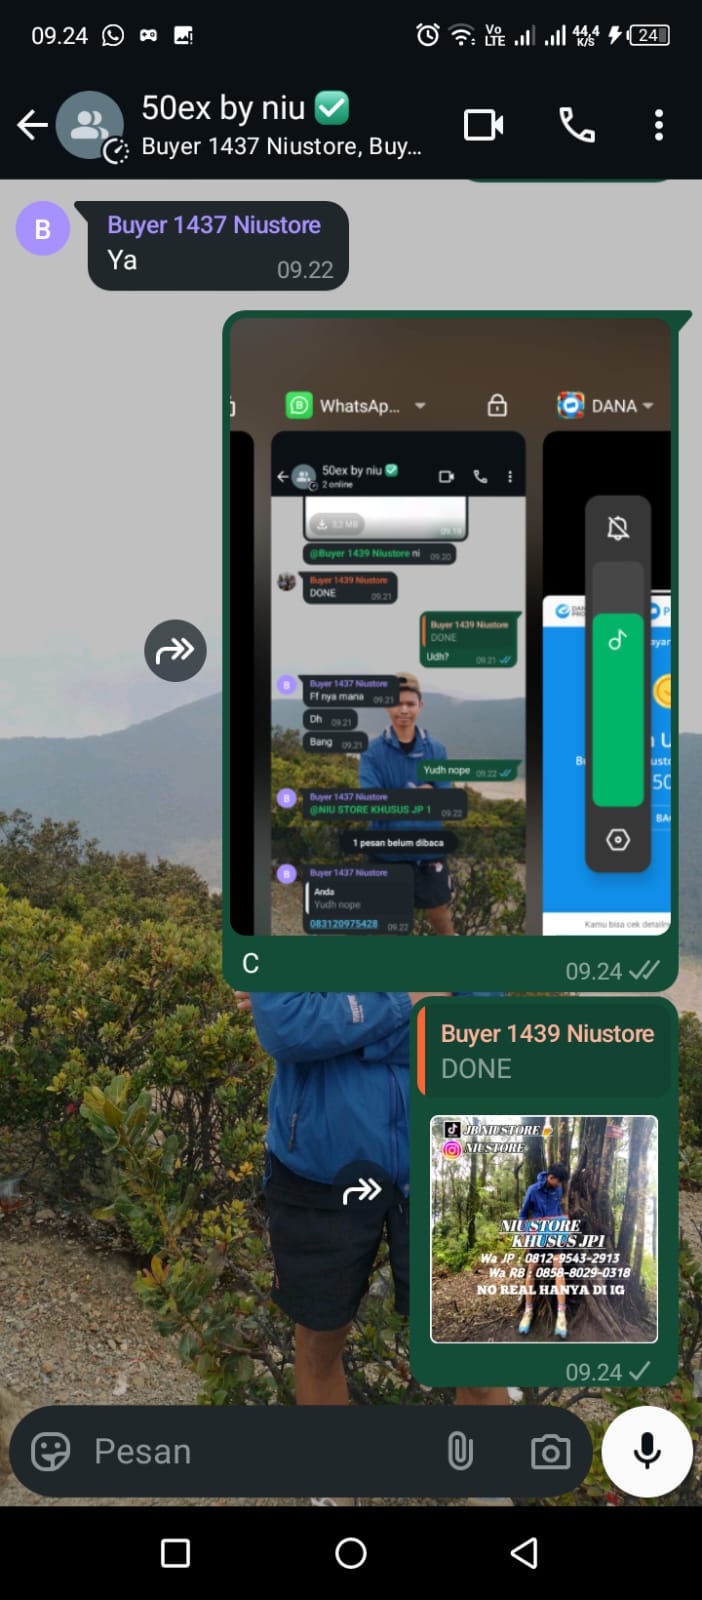 09.24
Vo
LTE
44,4
K/S
24
50ex by niu ✅
Buyer 1437 Niustore, Buy...
B
Buyer 1437 Niustore
Ya
09.22
WhatsAp...
DANA
50ex by niu ✅
2 online
3.2 MB
09.19
@Buyer 1439 Niustore ni
09.20
Buyer 1439 Niustore
DONE
09.21
Buyer 1439 Niustore
DONE
Udh?
09.21
B
Buyer 1437 Niustore
Ff nya mana
09.21
Dh
09.21
Bang
09.21
Yudh nope
09.22
B
Buyer 1437 Niustore
@NIU STORE KHUSUS JP 1
09.22
1 pesan belum dibaca
B
Buyer 1437 Niustore
Anda
Yudh nope
083120975428
09.22
50
BA
Kamu bisa cek detailn
C
09.24
Buyer 1439 Niustore
DONE
JB NIUSTORE
NIUSTORE
NIUSTORE
KHUSUS JP1
Wa JP : 0812-9543-2913
Wa RB : 0858-8029-0318
NO REAL HANYA DI IG
09.24
Pesan